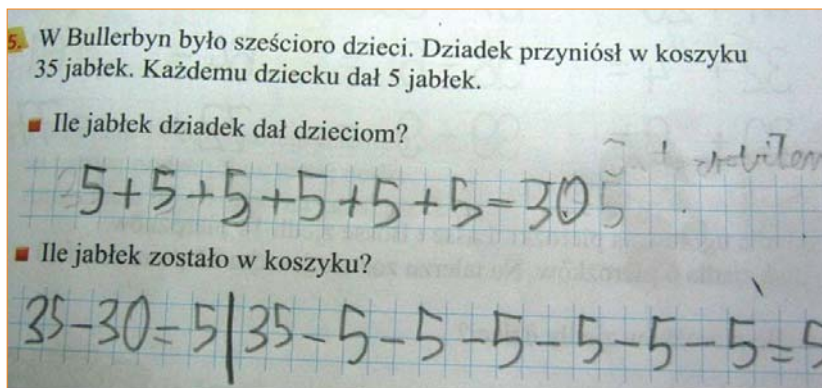 5. W Bullerbyn było sześcioro dzieci. Dziadek przyniósł w koszyku
35 jabłek. Każdemu dziecku dał 5 jabłek.
Ile jabłek dziadek dał dzieciom?
5+5+5+5+5+5=30
Ile jabłek zostało w koszyku?
35-30=5|35-5-5-5-5-5-5=5